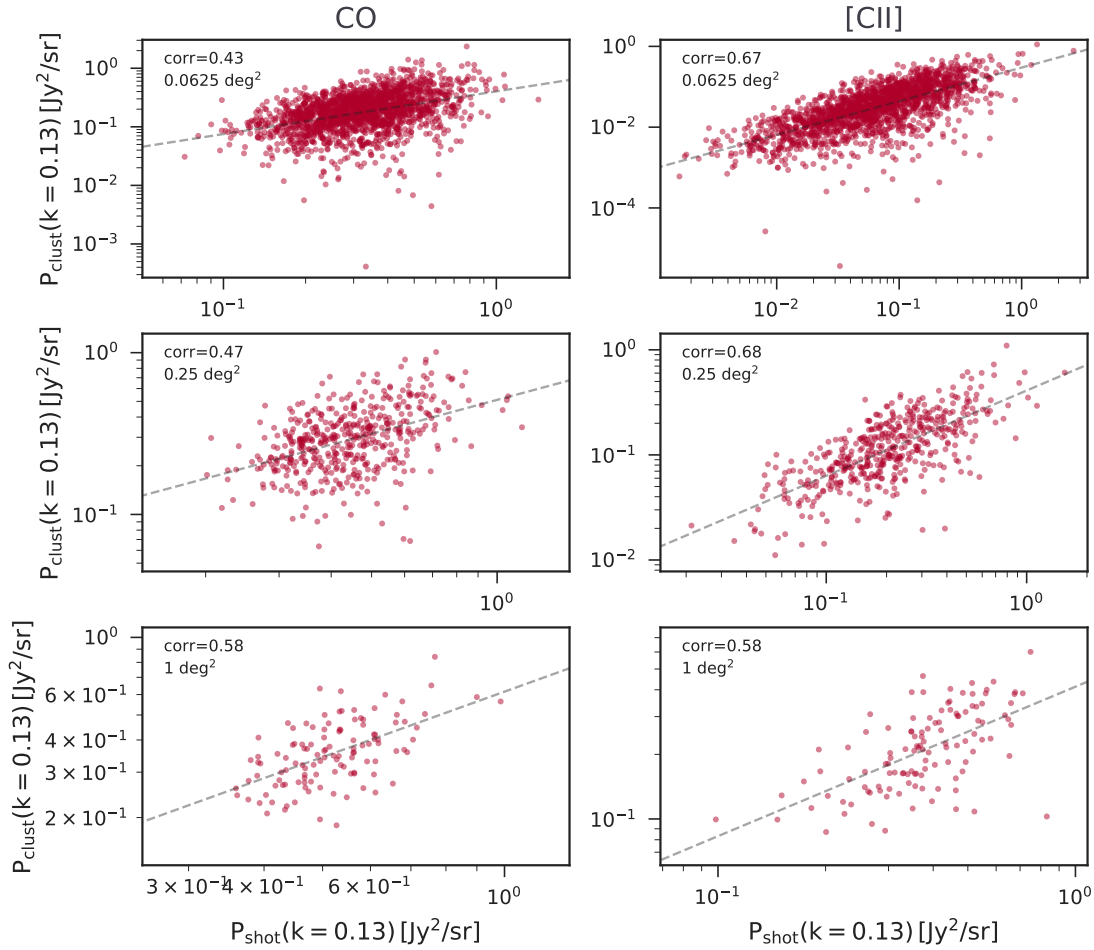 CO
[CII]
corr=0.43
0.0625 deg²
10⁰
10⁻¹
10⁻²
10⁻³
P_clust(k = 0.13) [Jy²/sr]
10⁻¹
10⁰
corr=0.67
0.0625 deg²
10⁰
10⁻²
10⁻⁴
10⁻²
10⁻¹
10⁰
corr=0.47
0.25 deg²
10⁰
10⁻¹
P_clust(k = 0.13) [Jy²/sr]
10⁰
corr=0.68
0.25 deg²
10⁰
10⁻¹
10⁻²
10⁻¹
10⁰
corr=0.58
1 deg²
10⁰
6 × 10⁻¹
4 × 10⁻¹
3 × 10⁻¹
2 × 10⁻¹
P_clust(k = 0.13) [Jy²/sr]
3 × 10⁻¹
4 × 10⁻¹
6 × 10⁻¹
10⁰
P_shot(k = 0.13) [Jy²/sr]
corr=0.58
1 deg²
10⁻¹
10⁻¹
10⁰
P_shot(k = 0.13) [Jy²/sr]